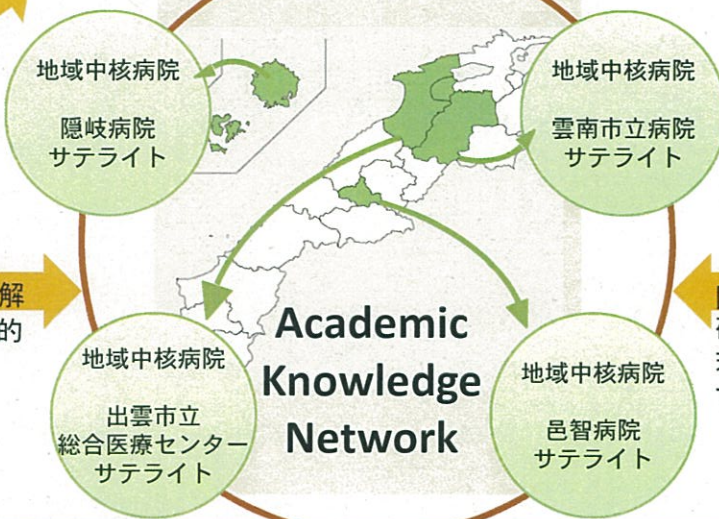 地域中核病院
隠岐病院
サテライト
地域中核病院
雲南市立病院
サテライト
解
的
Academic
Knowledge
Network
地域中核病院
出雲市立
総合医療センター
サテライト
地域中核病院
邑智病院
サテライト